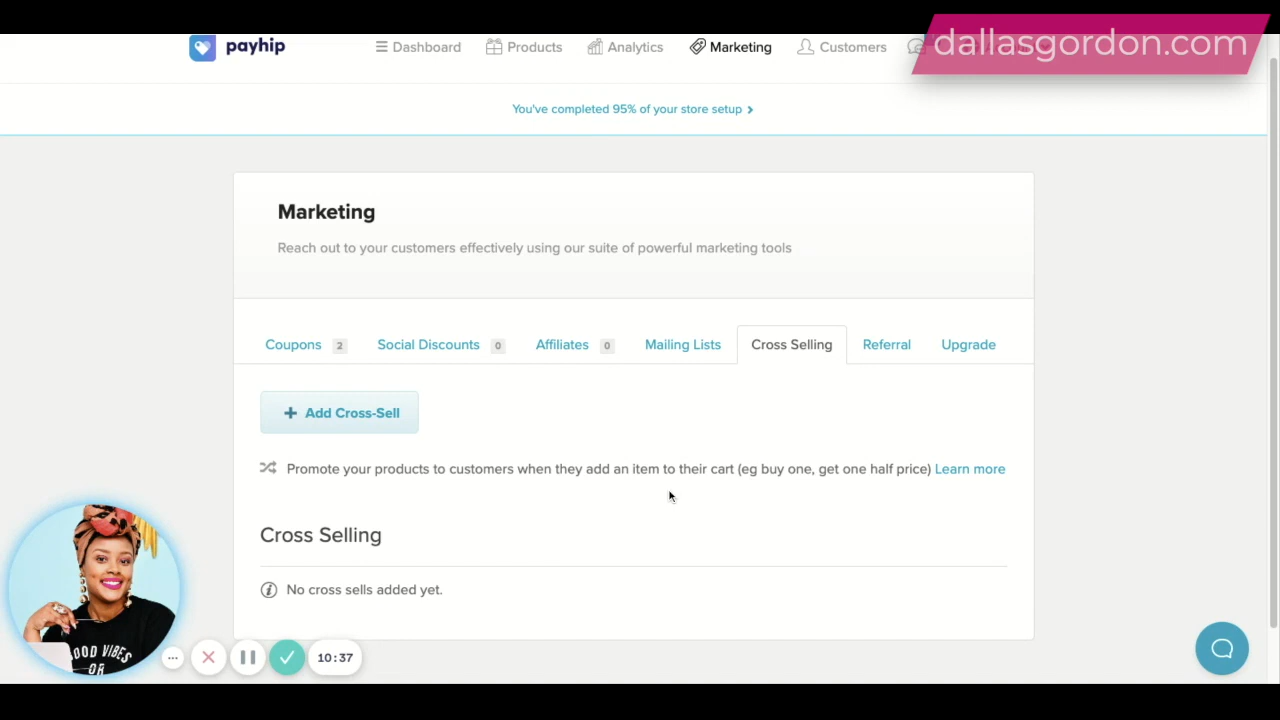 dallasgordon.com
payhip
Dashboard
Products
Analytics
Marketing
Customers
You've completed 95% of your store setup
Marketing
Reach out to your customers effectively using our suite of powerful marketing tools
Coupons 2
Social Discounts 0
Affiliates 0
Mailing Lists
Cross Selling
Referral
Upgrade
+ Add Cross-Sell
Promote your products to customers when they add an item to their cart (eg buy one, get one half price) Learn more
Cross Selling
No cross sells added yet.
GOOD VIBES
OR
10:37